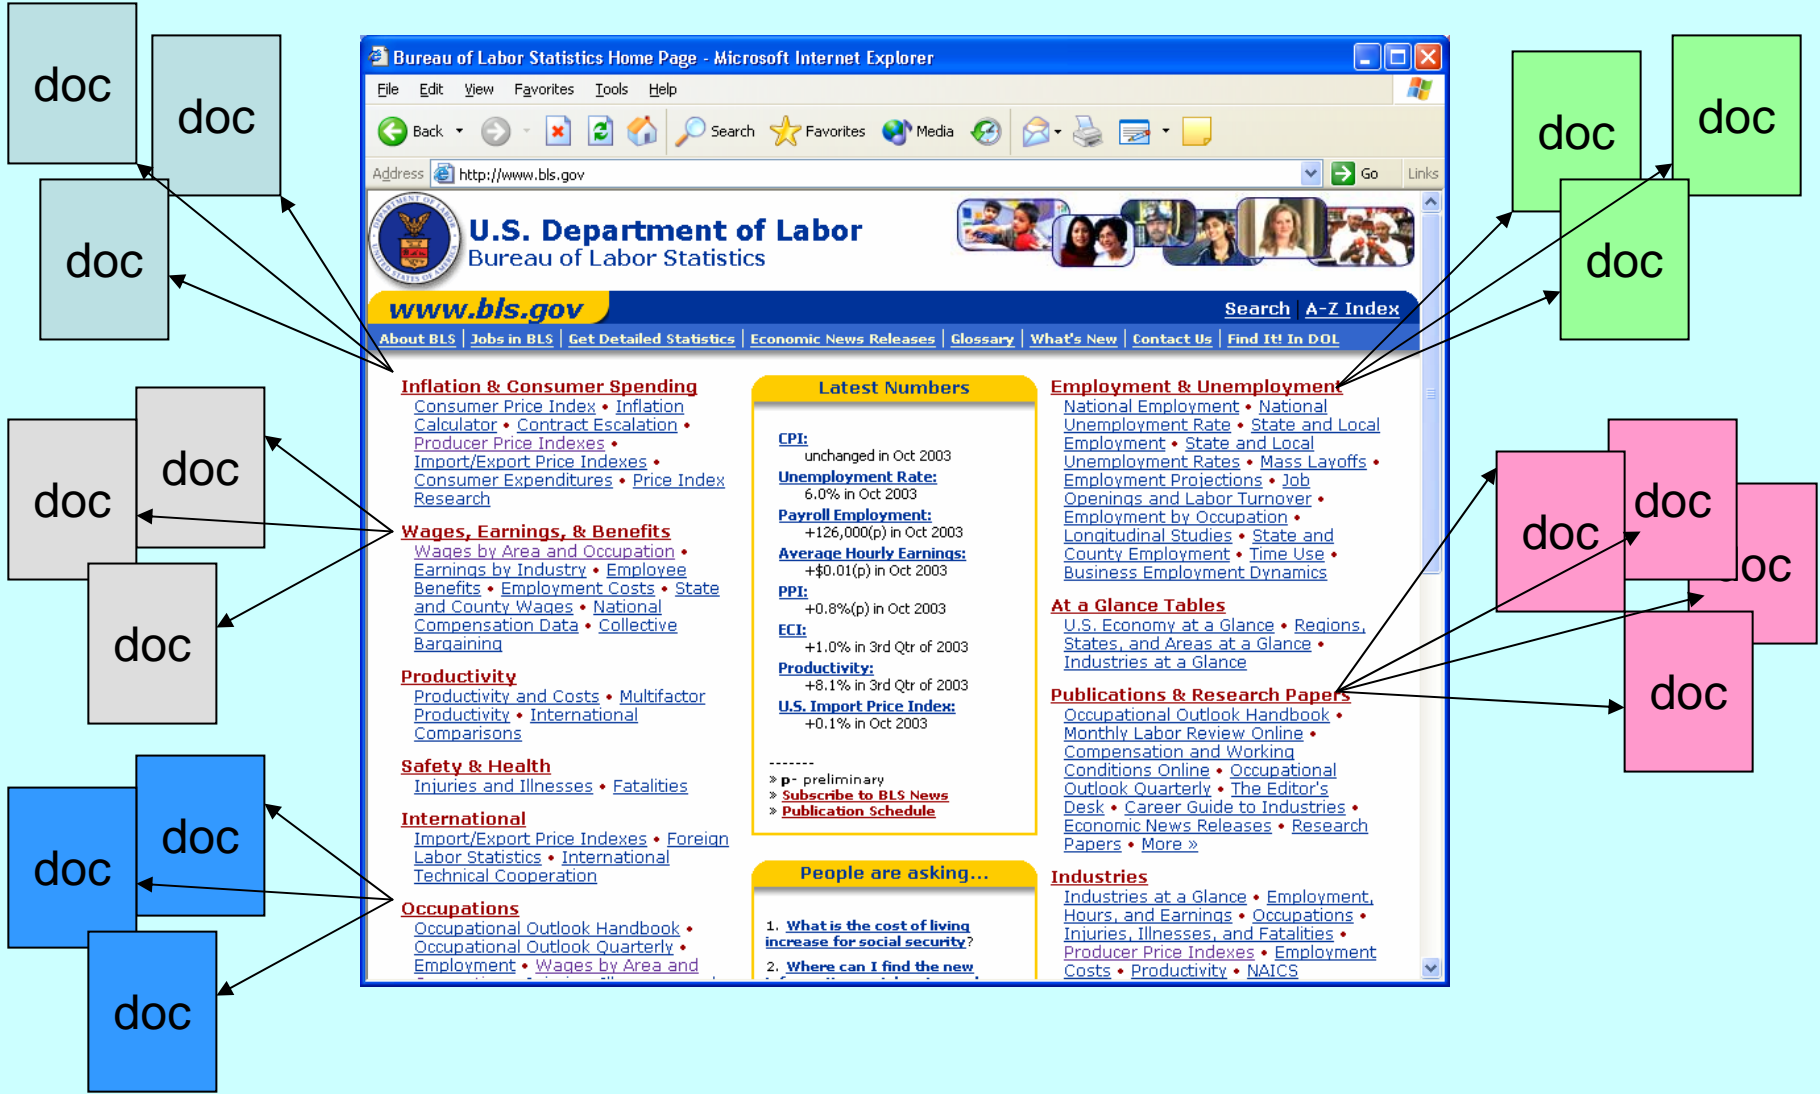 doc
doc
doc
doc
doc
doc
doc
doc
doc
Bureau of Labor Statistics Home Page - Microsoft Internet Explorer
File Edit View Favorites Tools Help
Back Search Favorites Media
Address http://www.bls.gov Go Links
U.S. Department of Labor
Bureau of Labor Statistics
www.bls.gov
Search A-Z Index
About BLS | Jobs in BLS | Get Detailed Statistics | Economic News Releases | Glossary | What's New | Contact Us | Find It! In DOL
Inflation & Consumer Spending
Consumer Price Index • Inflation
Calculator • Contract Escalation •
Producer Price Indexes •
Import/Export Price Indexes •
Consumer Expenditures • Price Index
Research
Wages, Earnings, & Benefits
Wages by Area and Occupation •
Earnings by Industry • Employee
Benefits • Employment Costs • State
and County Wages • National
Compensation Data • Collective
Bargaining
Productivity
Productivity and Costs • Multifactor
Productivity • International
Comparisons
Safety & Health
Injuries and Illnesses • Fatalities
International
Import/Export Price Indexes • Foreign
Labor Statistics • International
Technical Cooperation
Occupations
Occupational Outlook Handbook •
Occupational Outlook Quarterly •
Employment • Wages by Area and
Latest Numbers
CPI:
unchanged in Oct 2003
Unemployment Rate:
6.0% in Oct 2003
Payroll Employment:
+126,000(p) in Oct 2003
Average Hourly Earnings:
+$0.01(p) in Oct 2003
PPI:
+0.8%(p) in Oct 2003
ECI:
+1.0% in 3rd Qtr of 2003
Productivity:
+8.1% in 3rd Qtr of 2003
U.S. Import Price Index:
+0.1% in Oct 2003
-------
» p- preliminary
» Subscribe to BLS News
» Publication Schedule
People are asking...
1. What is the cost of living
increase for social security?
2. Where can I find the new
Employment & Unemployment
National Employment • National
Unemployment Rate • State and Local
Employment • State and Local
Unemployment Rates • Mass Layoffs •
Employment Projections • Job
Openings and Labor Turnover •
Employment by Occupation •
Longitudinal Studies • State and
County Employment • Time Use •
Business Employment Dynamics
At a Glance Tables
U.S. Economy at a Glance • Regions,
States, and Areas at a Glance •
Industries at a Glance
Publications & Research Papers
Occupational Outlook Handbook •
Monthly Labor Review Online •
Compensation and Working
Conditions Online • Occupational
Outlook Quarterly • The Editor's
Desk • Career Guide to Industries •
Economic News Releases • Research
Papers • More »
Industries
Industries at a Glance • Employment,
Hours, and Earnings • Occupations •
Injuries, Illnesses, and Fatalities •
Producer Price Indexes • Employment
Costs • Productivity • NAICS
doc
doc
doc
doc
doc
oc
doc